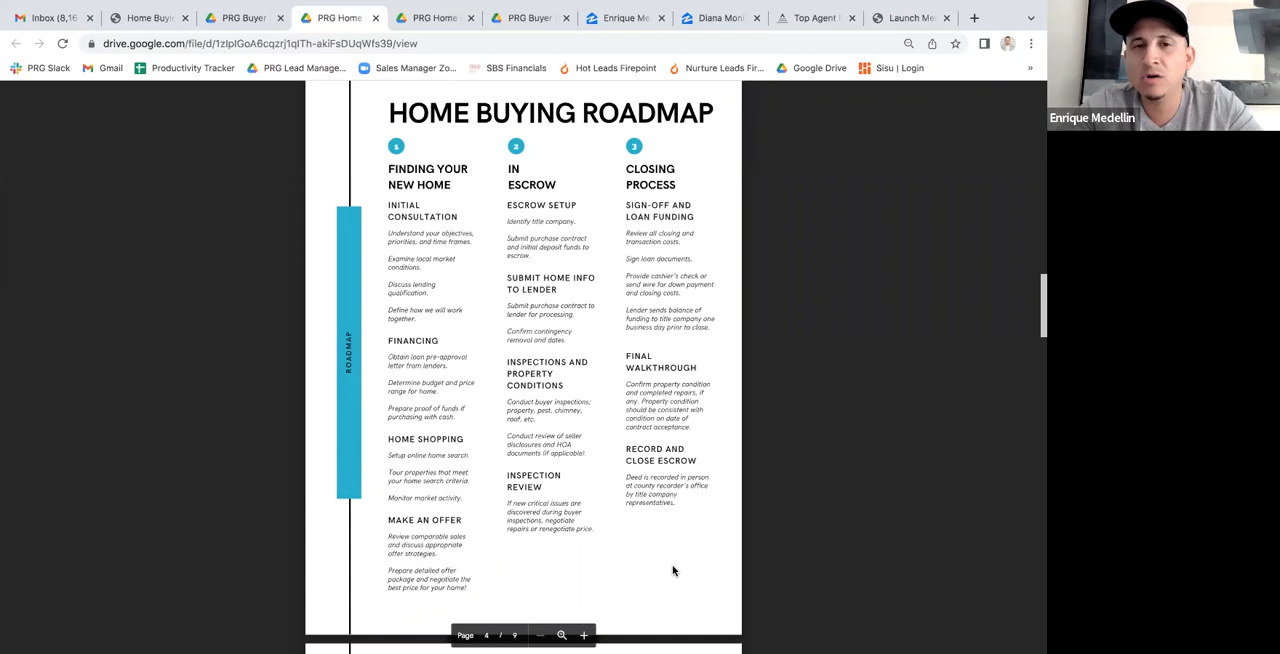 Inbox (8,16
Home Buyi
PRG Buyer
PRG Home
PRG Home
PRG Buyer
Enrique Me
Diana Mon
Top Agent
Launch Me
drive.google.com/file/d/1zIplGoA6cqzrj1qITh-akiFsDUqWfs39/view
PRG Slack
Gmail
Productivity Tracker
PRG Lead Manage...
Sales Manager Zo...
SBS Financials
Hot Leads Firepoint
Nurture Leads Fir...
Google Drive
Sisu | Login
Enrique Medellin
HOME BUYING ROADMAP
ROADMAP
1
FINDING YOUR
NEW HOME
INITIAL
CONSULTATION
Understand your objectives,
priorities, and time frames.
Examine local market
conditions.
Discuss lending
qualification.
Define how we will work
together.
FINANCING
Obtain loan pre-approval
letter from lenders.
Determine budget and price
range for home.
Prepare proof of funds if
purchasing with cash.
HOME SHOPPING
Setup online home search.
Tour properties that meet
your home search criteria.
Monitor market activity.
MAKE AN OFFER
Review comparable sales
and discuss appropriate
offer strategies.
Prepare detailed offer
package and negotiate the
best price for your home!
2
IN
ESCROW
ESCROW SETUP
Identify title company.
Submit purchase contract
and initial deposit funds to
escrow.
SUBMIT HOME INFO
TO LENDER
Submit purchase contract to
lender for processing.
Confirm contingency
removal and dates
INSPECTIONS AND
PROPERTY
CONDITIONS
Conduct buyer inspections;
property, pest, chimney,
roof, etc.
Conduct review of seller
disclosures and HOA
documents (if applicable).
INSPECTION
REVIEW
If new critical issues are
discovered during buyer
inspections, negotiate
repairs or renegotiate price.
3
CLOSING
PROCESS
SIGN-OFF AND
LOAN FUNDING
Review all closing and
transaction costs.
Sign loan documents.
Provide cashier's check or
send wire for down payment
and closing costs.
Lender sends balance of
funding to title company one
business day prior to close.
FINAL
WALKTHROUGH
Confirm property condition
and completed repairs, if
any. Property condition
should be consistent with
condition on date of
contract acceptance.
RECORD AND
CLOSE ESCROW
Deed is recorded in person
at county recorder's office
by title company
representatives.
Page 4 / 9